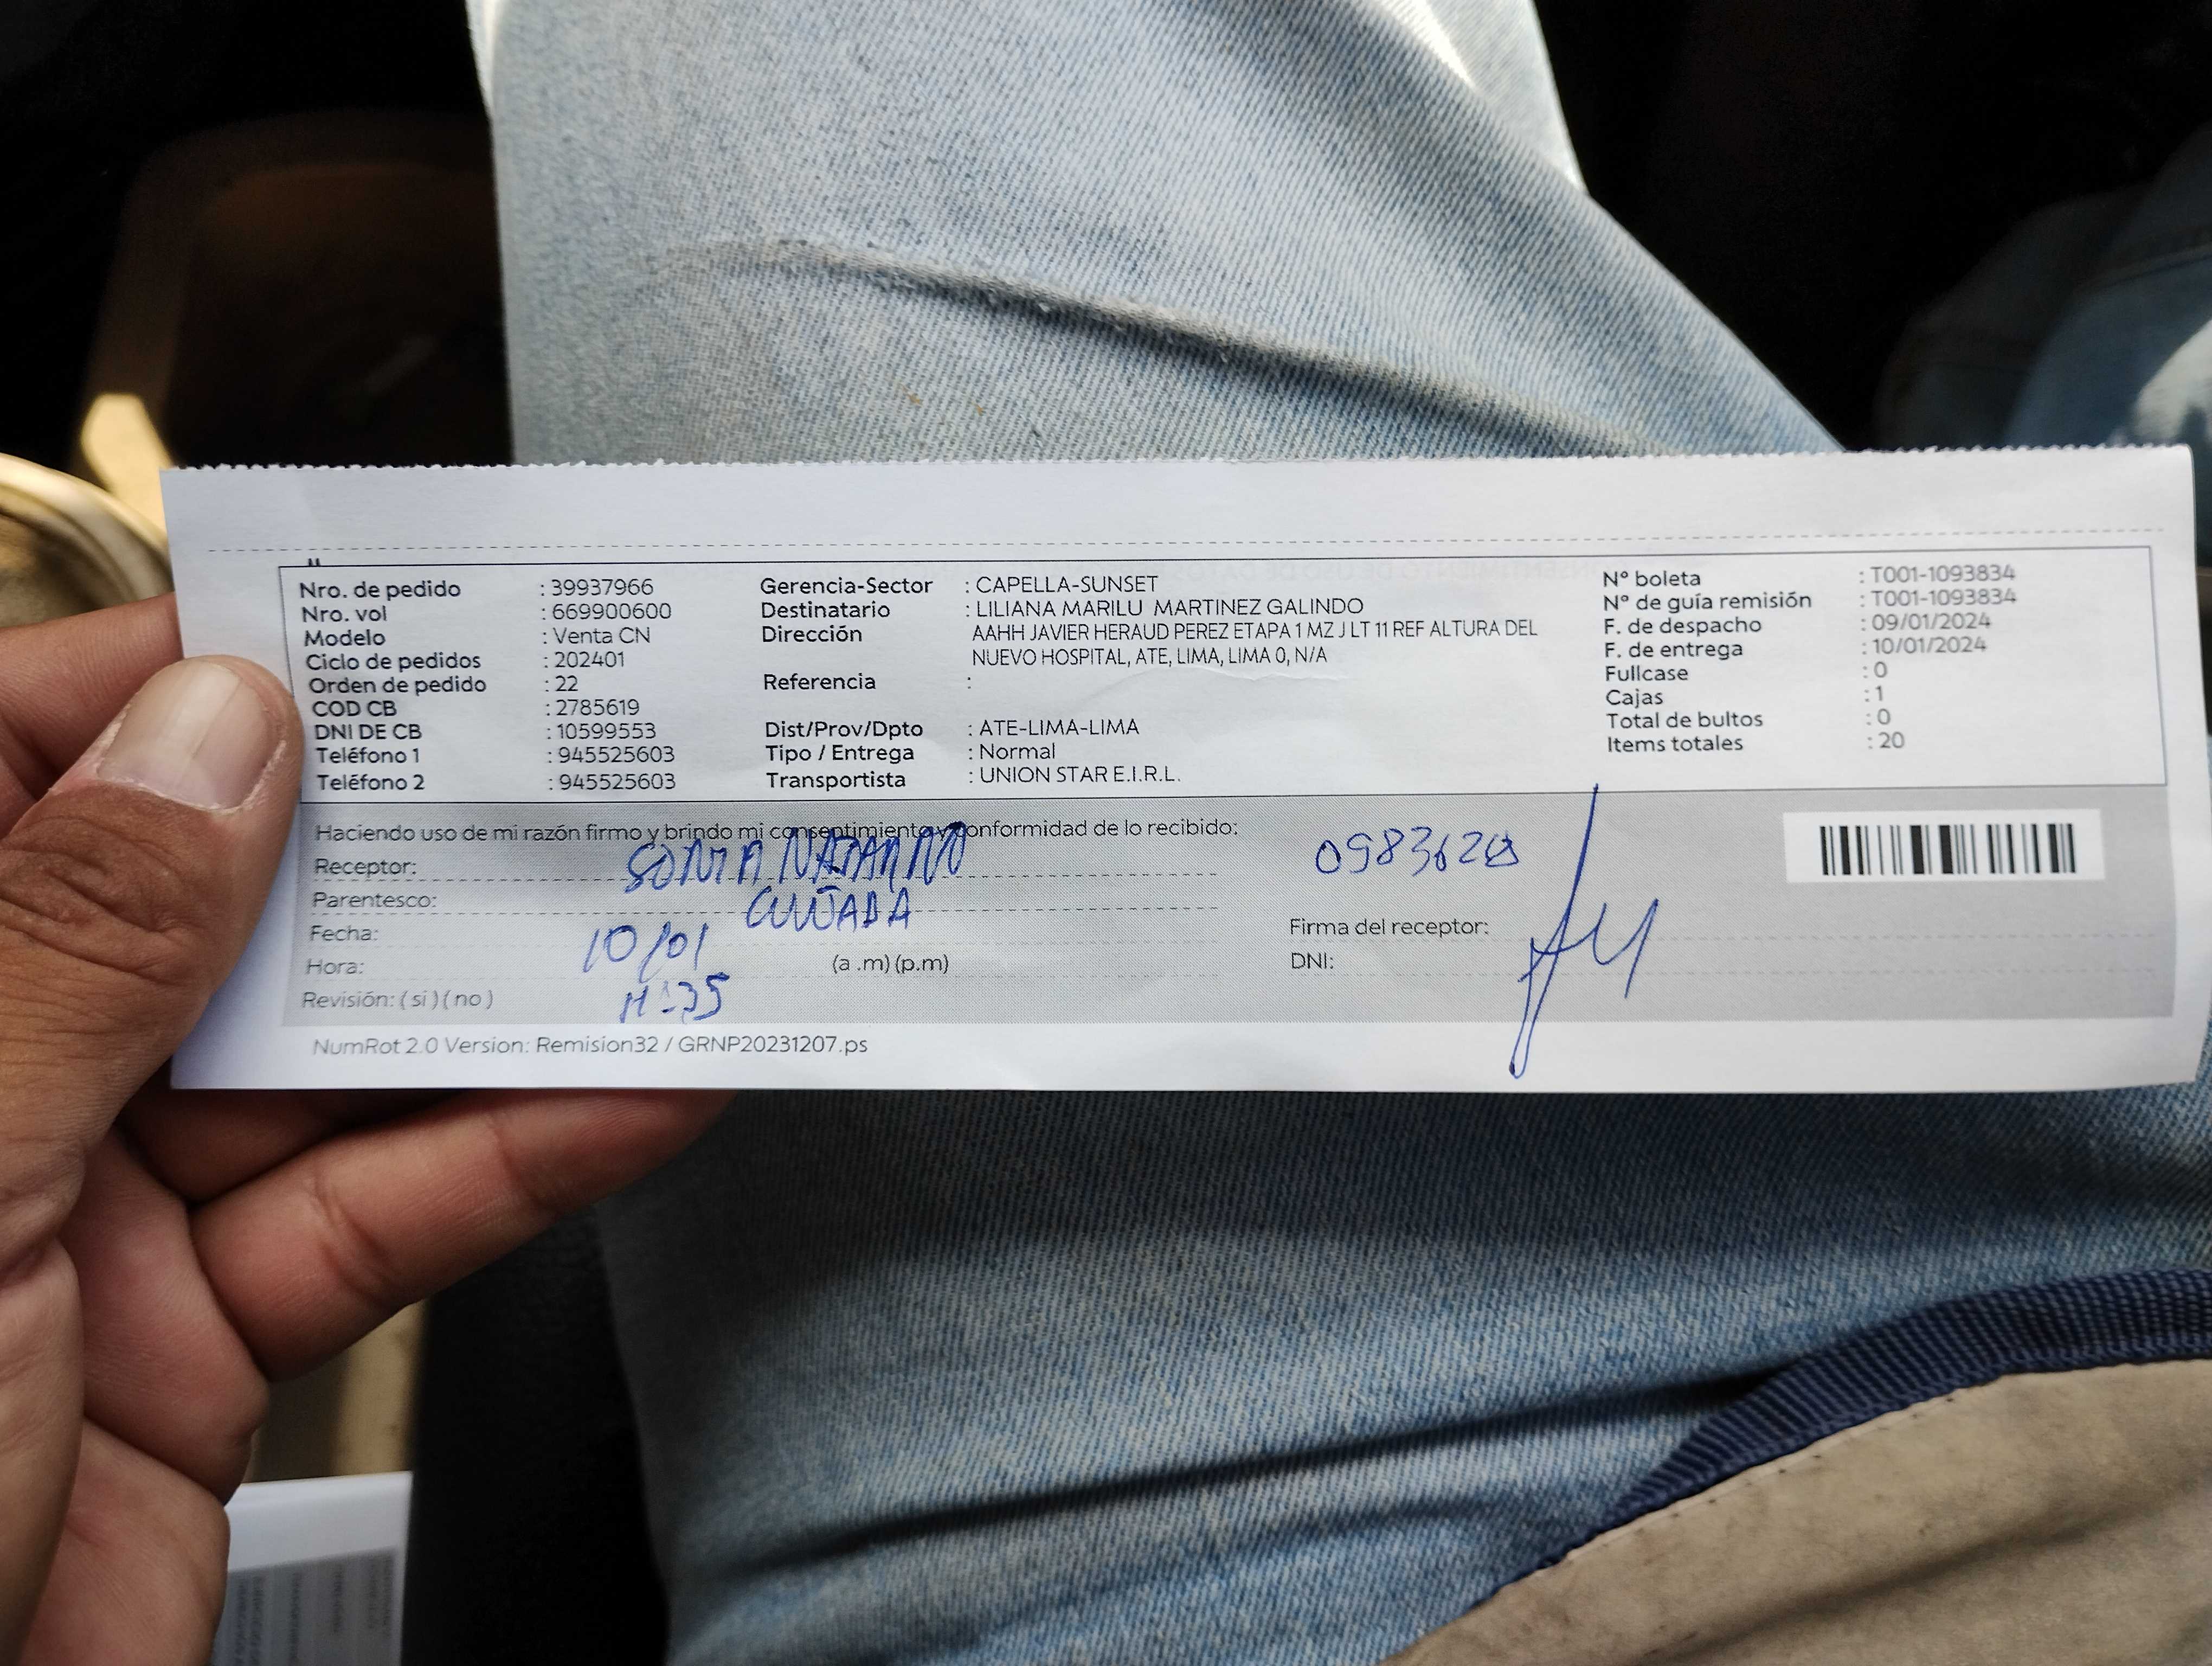 Nro. de pedido : 39937966
Nro. vol : 669900600
Modelo : Venta CN
Ciclo de pedidos : 202401
Orden de pedido : 22
COD CB : 2785619
DNI DE CB : 10599553
Teléfono 1 : 945525603
Teléfono 2 : 945525603
Gerencia-Sector : CAPELLA-SUNSET
Destinatario : LILIANA MARILU MARTINEZ GALINDO
Dirección AAHH JAVIER HERAUD PEREZ ETAPA 1 MZ J LT 11 REF ALTURA DEL
NUEVO HOSPITAL, ATE, LIMA, LIMA 0, N/A
Referencia :
Dist/Prov/Dpto : ATE-LIMA-LIMA
Tipo / Entrega : Normal
Transportista : UNION STAR E.I.R.L.
N° boleta : T001-1093834
N° de guía remisión : T001-1093834
F. de despacho : 09/01/2024
F. de entrega : 10/01/2024
Fullcase : 0
Cajas : 1
Total de bultos : 0
Items totales : 20
Haciendo uso de mi razón firmo y brindo mi consentimiento y conformidad de lo recibido:
Receptor: SONIA
Parentesco: CUÑADA
Fecha: 10/01
Hora: (a .m) (p.m)
Revisión: ( si ) ( no )
Firma del receptor:
DNI:
NumRot 2.0 Version: Remision32 / GRNP20231207.ps